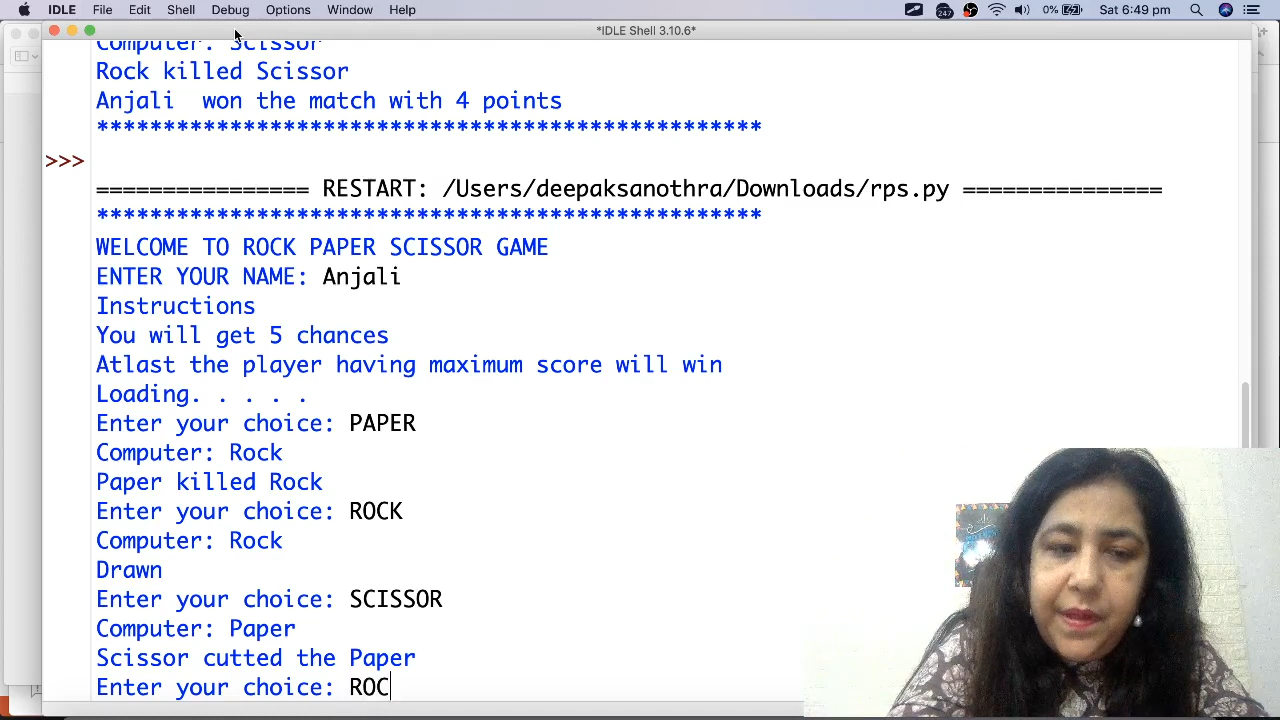 IDLE File Edit Shell Debug Options Window Help 247 0% Sat 6:49 pm
*IDLE Shell 3.10.6*
Computer: Scissor
Rock killed Scissor
Anjali  won the match with 4 points
**************************************************
>>>
================ RESTART: /Users/deepaksanothra/Downloads/rps.py ===============
**************************************************
WELCOME TO ROCK PAPER SCISSOR GAME
ENTER YOUR NAME: Anjali
Instructions
You will get 5 chances
Atlast the player having maximum score will win
Loading. . . . .
Enter your choice: PAPER
Computer: Rock
Paper killed Rock
Enter your choice: ROCK
Computer: Rock
Drawn
Enter your choice: SCISSOR
Computer: Paper
Scissor cutted the Paper
Enter your choice: ROC